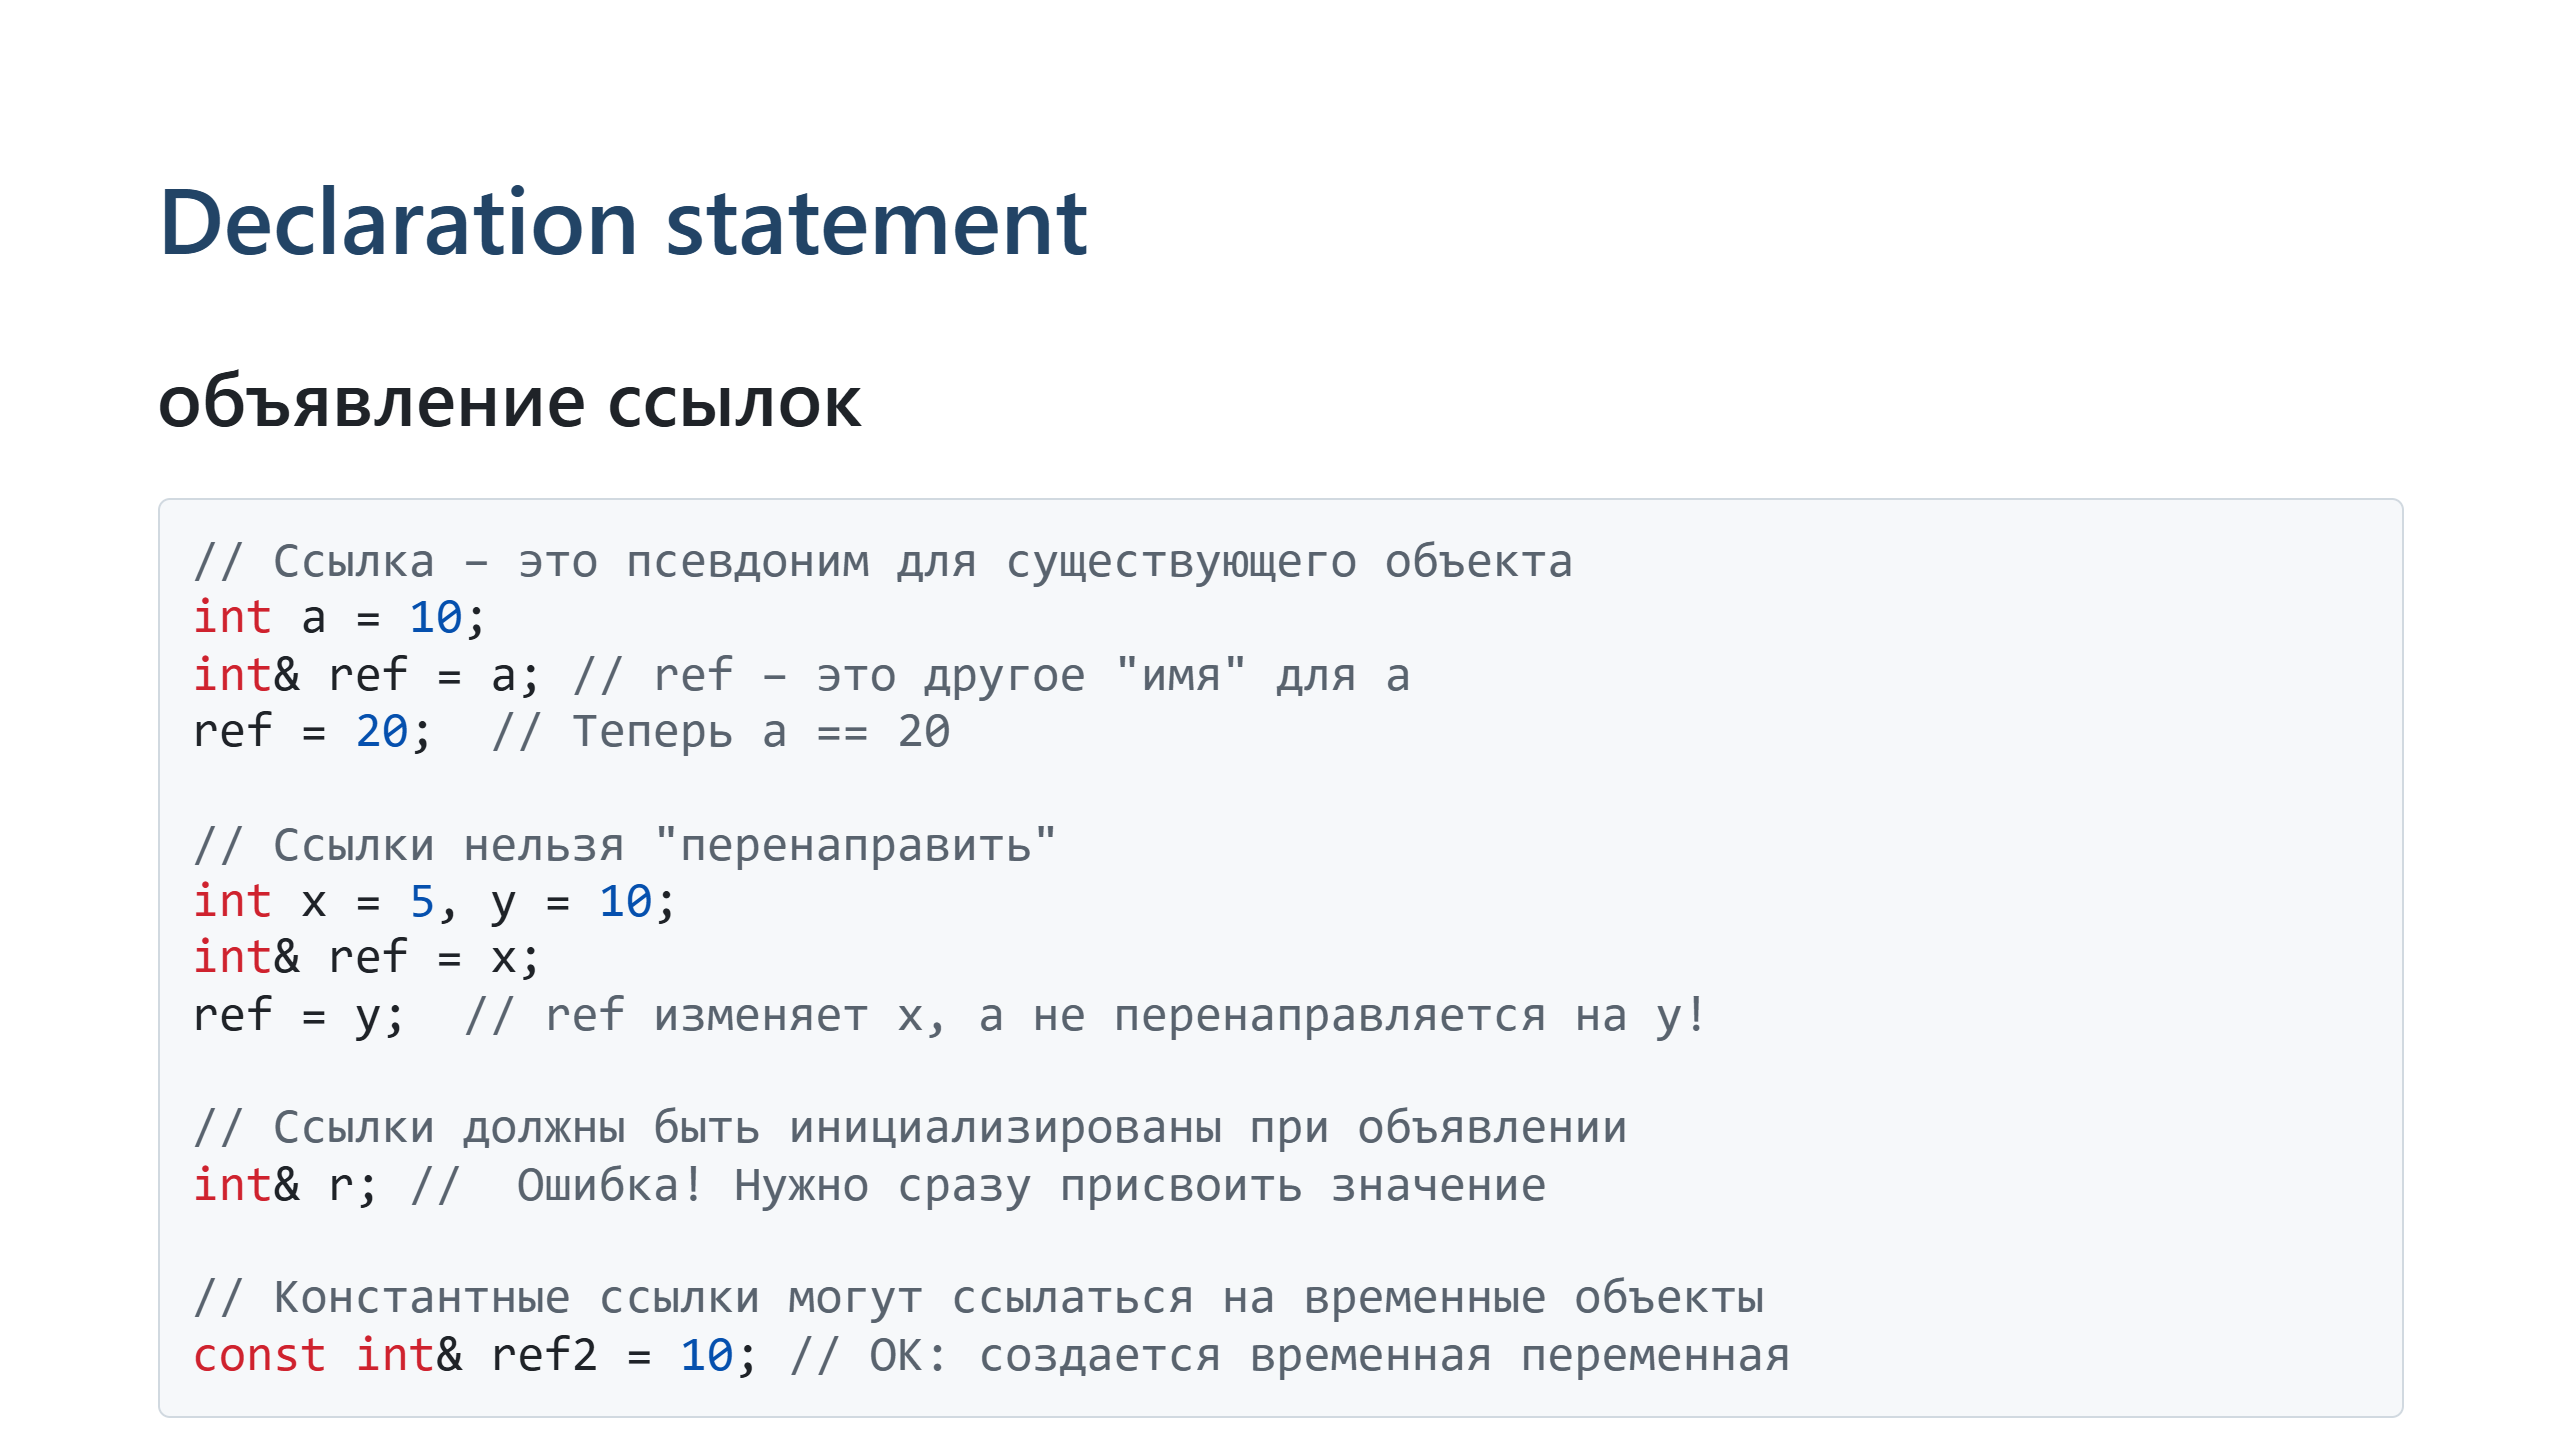 Declaration statement
объявление ссылок
// Ссылка – это псевдоним для существующего объекта
int a = 10;
int& ref = a; // ref – это другое "имя" для a
ref = 20;  // Теперь a == 20
// Ссылки нельзя "перенаправить"
int x = 5, y = 10;
int& ref = x;
ref = y;  // ref изменяет x, а не перенаправляется на y!
// Ссылки должны быть инициализированы при объявлении
int& r; //  Ошибка! Нужно сразу присвоить значение
// Константные ссылки могут ссылаться на временные объекты
const int& ref2 = 10; // OK: создается временная переменная